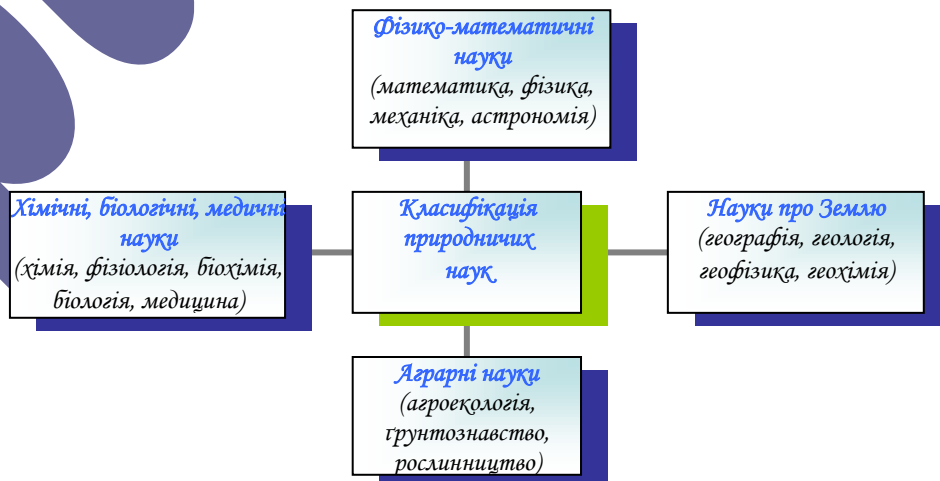 Фізико-математичні
науки
(математика, фізика,
механіка, астрономія)
Хімічні, біологічні, медичні
науки
(хімія, фізіологія, біохімія,
біологія, медицина)
Класифікація
природничих
наук
Науки про Землю
(географія, геологія,
геофізика, геохімія)
Аграрні науки
(агроекологія,
ґрунтознавство,
рослинництво)